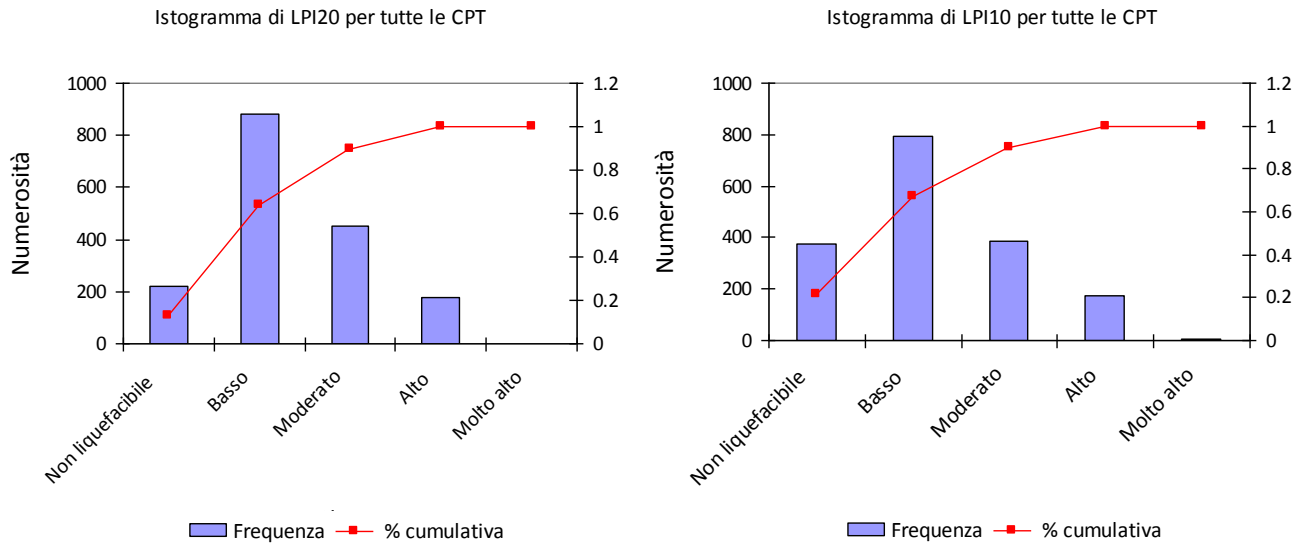 Istogramma di LPI20 per tutte le CPT
Numerosità
1000
800
600
400
200
0
1.2
1
0.8
0.6
0.4
0.2
0
Non liquefacibile
Basso
Moderato
Alto
Molto alto
Frequenza
% cumulativa
Istogramma di LPI10 per tutte le CPT
Numerosità
1000
800
600
400
200
0
1.2
1
0.8
0.6
0.4
0.2
0
Non liquefacibile
Basso
Moderato
Alto
Molto alto
Frequenza
% cumulativa